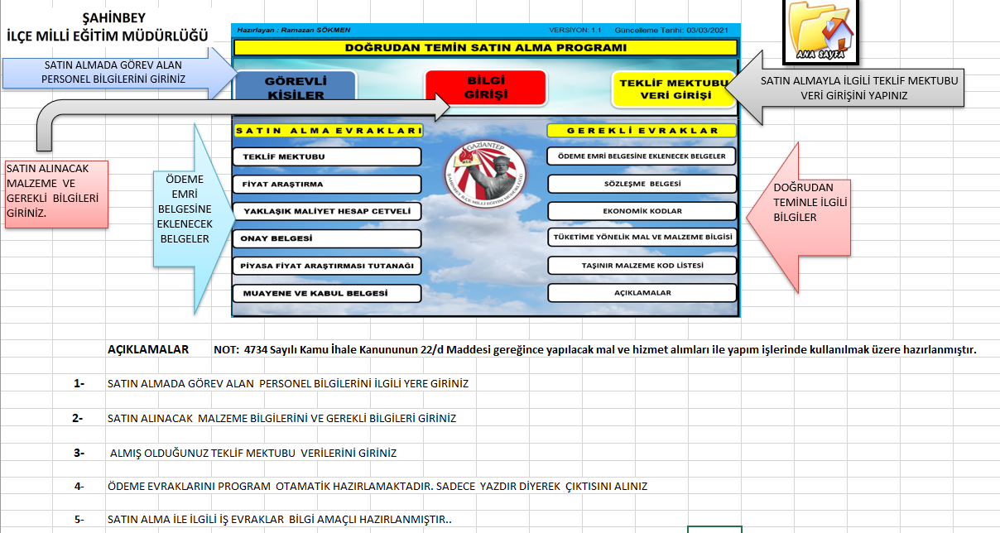 ŞAHİNBEY
İLÇE MİLLİ EĞİTİM MÜDÜRLÜĞÜ
Hazırlayan : Ramazan SÖKMEN
VERSİYON: 1.1
Güncelleme Tarihi: 03/03/2021
DOĞRUDAN TEMİN SATIN ALMA PROGRAMI
ANA SAYFA
SATIN ALMADA GÖREV ALAN
PERSONEL BİLGİLERİNİ GİRİNİZ
GÖREVLİ
KİŞİLER
BİLGİ
GİRİŞİ
TEKLİF MEKTUBU
VERİ GİRİŞİ
SATIN ALMAYLA İLGİLİ TEKLİF MEKTUBU
VERİ GİRİŞİNİ YAPINIZ
SATIN ALINACAK
MALZEME VE
GEREKLİ BİLGİLERİ
GİRİNİZ.
ÖDEME
EMRİ
BELGESİNE
EKLENECEK
BELGELER
SATIN ALMA EVRAKLARI
TEKLİF MEKTUBU
FİYAT ARAŞTIRMA
YAKLAŞIK MALİYET HESAP CETVELİ
ONAY BELGESİ
PİYASA FİYAT ARAŞTIRMASI TUTANAĞI
MUAYENE VE KABUL BELGESİ
GAZİANTEP
ŞAHİNBEY İLÇE MİLLİ EĞİTİM MÜDÜRLÜĞÜ
GEREKLİ EVRAKLAR
ÖDEME EMRİ BELGESİNE EKLENECEK BELGELER
SÖZLEŞME BELGESİ
EKONOMİK KODLAR
TÜKETİME YÖNELİK MAL VE MALZEME BİLGİSİ
TAŞINIR MALZEME KOD LİSTESİ
AÇIKLAMALAR
DOĞRUDAN
TEMİNLE İLGİLİ
BİLGİLER
AÇIKLAMALAR NOT: 4734 Sayılı Kamu İhale Kanununun 22/d Maddesi gereğince yapılacak mal ve hizmet alımları ile yapım işlerinde kullanılmak üzere hazırlanmıştır.
1- SATIN ALMADA GÖREV ALAN PERSONEL BİLGİLERİNİ İLGİLİ YERE GİRİNİZ
2- SATIN ALINACAK MALZEME BİLGİLERİNİ VE GEREKLİ BİLGİLERİ GİRİNİZ
3- ALMIŞ OLDUĞUNUZ TEKLİF MEKTUBU VERİLERİNİ GİRİNİZ
4- ÖDEME EVRAKLARINI PROGRAM OTAMATİK HAZIRLAMAKTADIR. SADECE YAZDIR DİYEREK ÇIKTISINI ALINIZ
5- SATIN ALMA İLE İLGİLİ İŞ EVRAKLAR BİLGİ AMAÇLI HAZIRLANMIŞTIR..